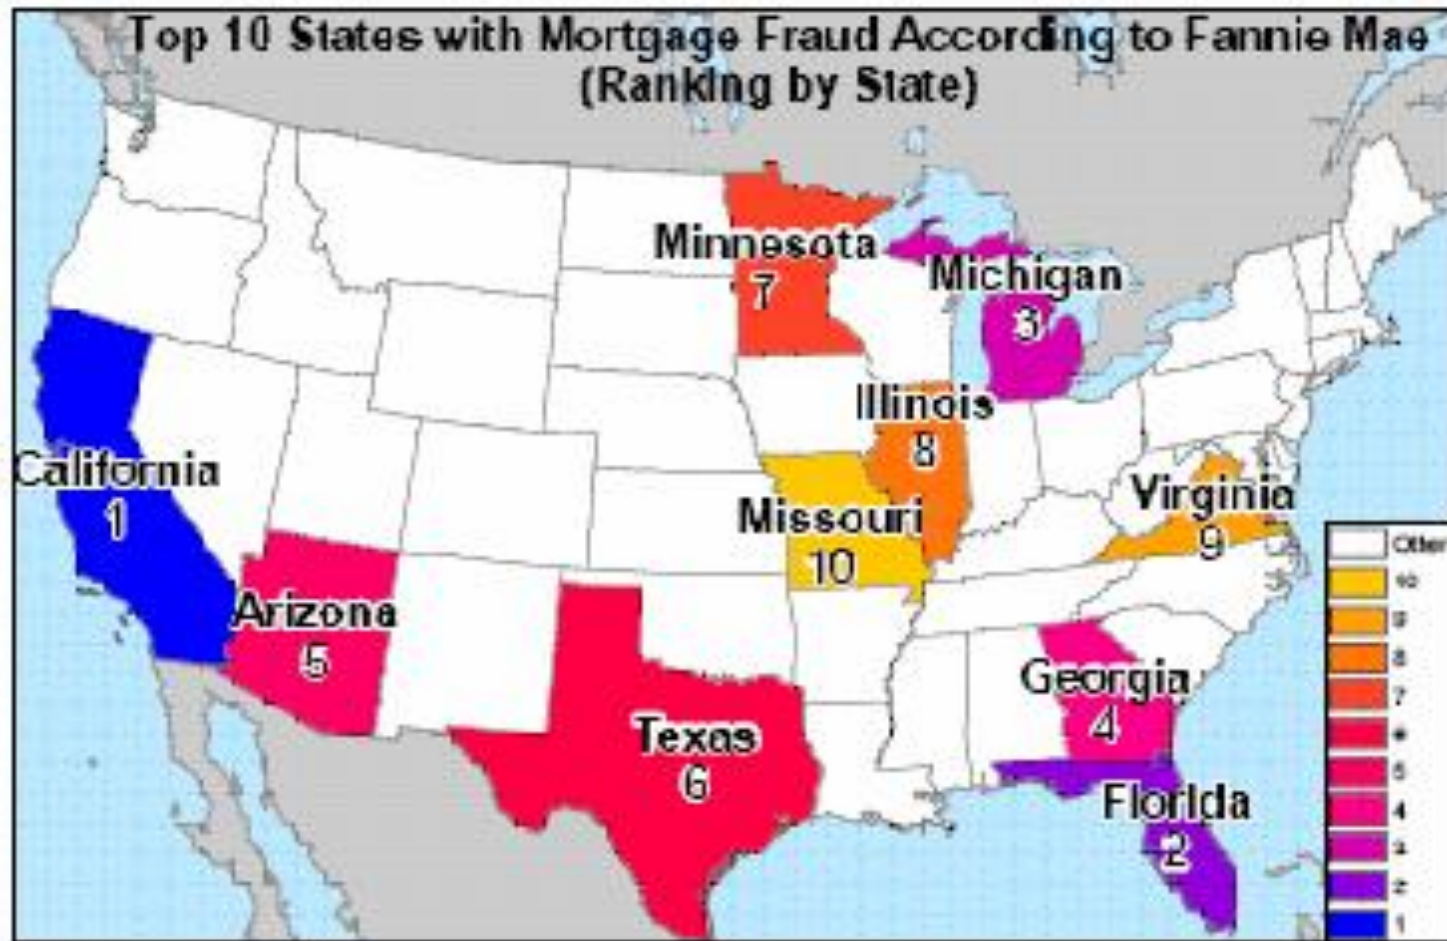 Top 10 States with Mortgage Fraud According to Fannie Mae
(Ranking by State)
Minnesota
7
Michigan
3
Illinois
8
California
1
Missouri
10
Virginia
9
Arizona
5
Georgia
4
Texas
6
Florida
2
Other
10
9
8
7
6
5
4
3
2
1